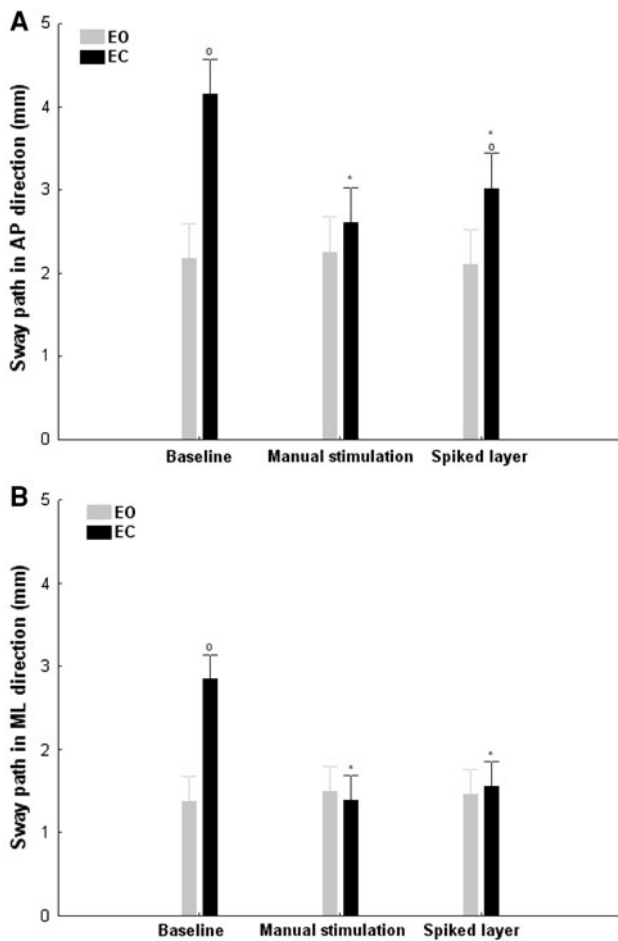 A
Sway path in AP direction (mm)
5
4
3
2
1
0
EO
EC
o
*
*
o
Baseline Manual stimulation Spiked layer
B
Sway path in ML direction (mm)
5
4
3
2
1
0
EO
EC
o
*
*
Baseline Manual stimulation Spiked layer